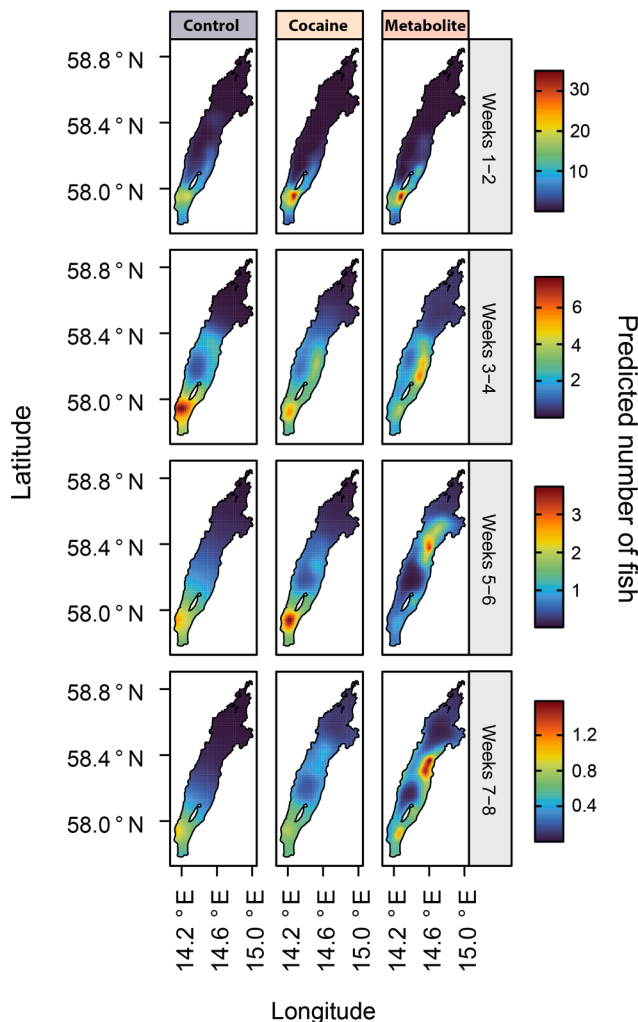 Control Cocaine Metabolite
58.8 ° N
58.4 ° N
58.0 ° N
Weeks 1–2
30
20
10
58.8 ° N
58.4 ° N
58.0 ° N
Weeks 3–4
6
4
2
58.8 ° N
58.4 ° N
58.0 ° N
Weeks 5–6
3
2
1
58.8 ° N
58.4 ° N
58.0 ° N
Weeks 7–8
1.2
0.8
0.4
Latitude
Predicted number of fish
14.2 ° E 14.6 ° E 15.0 ° E 14.2 ° E 14.6 ° E 15.0 ° E 14.2 ° E 14.6 ° E 15.0 ° E
Longitude